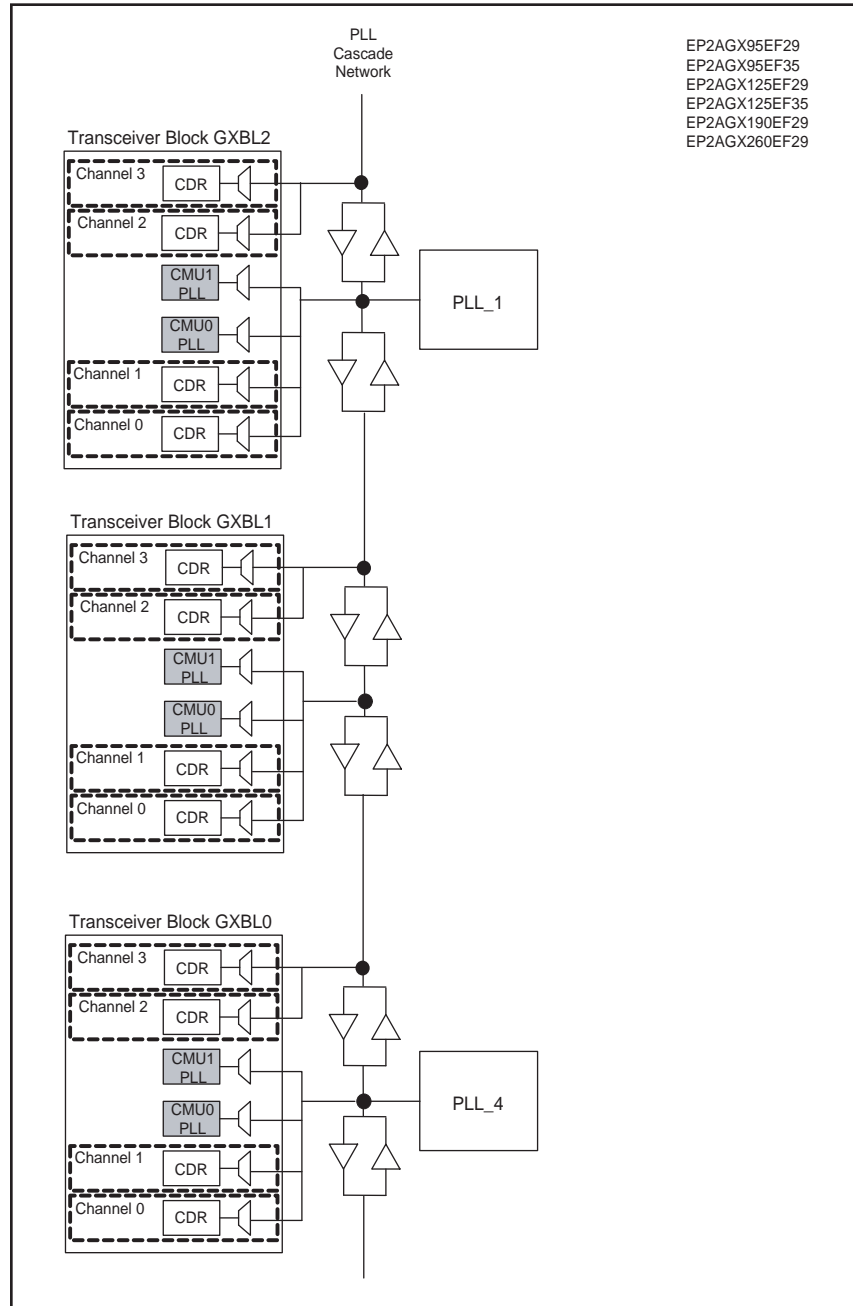 PLL
Cascade
Network
EP2AGX95EF29
EP2AGX95EF35
EP2AGX125EF29
EP2AGX125EF35
EP2AGX190EF29
EP2AGX260EF29
Transceiver Block GXBL2
Channel 3
CDR
Channel 2
CDR
CMU1
PLL
PLL_1
CMU0
PLL
Channel 1
CDR
Channel 0
CDR
Transceiver Block GXBL1
Channel 3
CDR
Channel 2
CDR
CMU1
PLL
CMU0
PLL
Channel 1
CDR
Channel 0
CDR
Transceiver Block GXBL0
Channel 3
CDR
Channel 2
CDR
CMU1
PLL
PLL_4
CMU0
PLL
Channel 1
CDR
Channel 0
CDR